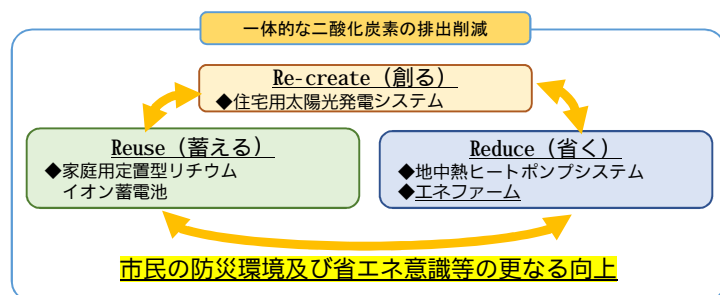 一体的な二酸化炭素の排出削減
Re-create（創る）
◆住宅用太陽光発電システム
Reuse（蓄える）
◆家庭用定置型リチウム
イオン蓄電池
Reduce（省く）
◆地中熱ヒートポンプシステム
◆エネファーム
市民の防災環境及び省エネ意識等の更なる向上